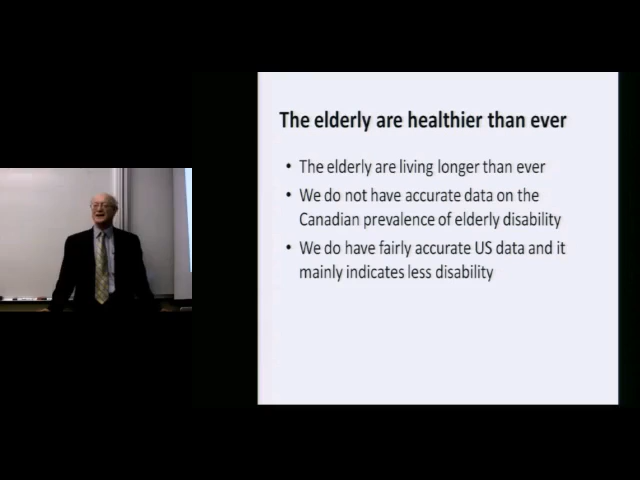 The elderly are healthier than ever
• The elderly are living longer than ever
• We do not have accurate data on the
Canadian prevalence of elderly disability
• We do have fairly accurate US data and it
mainly indicates less disability